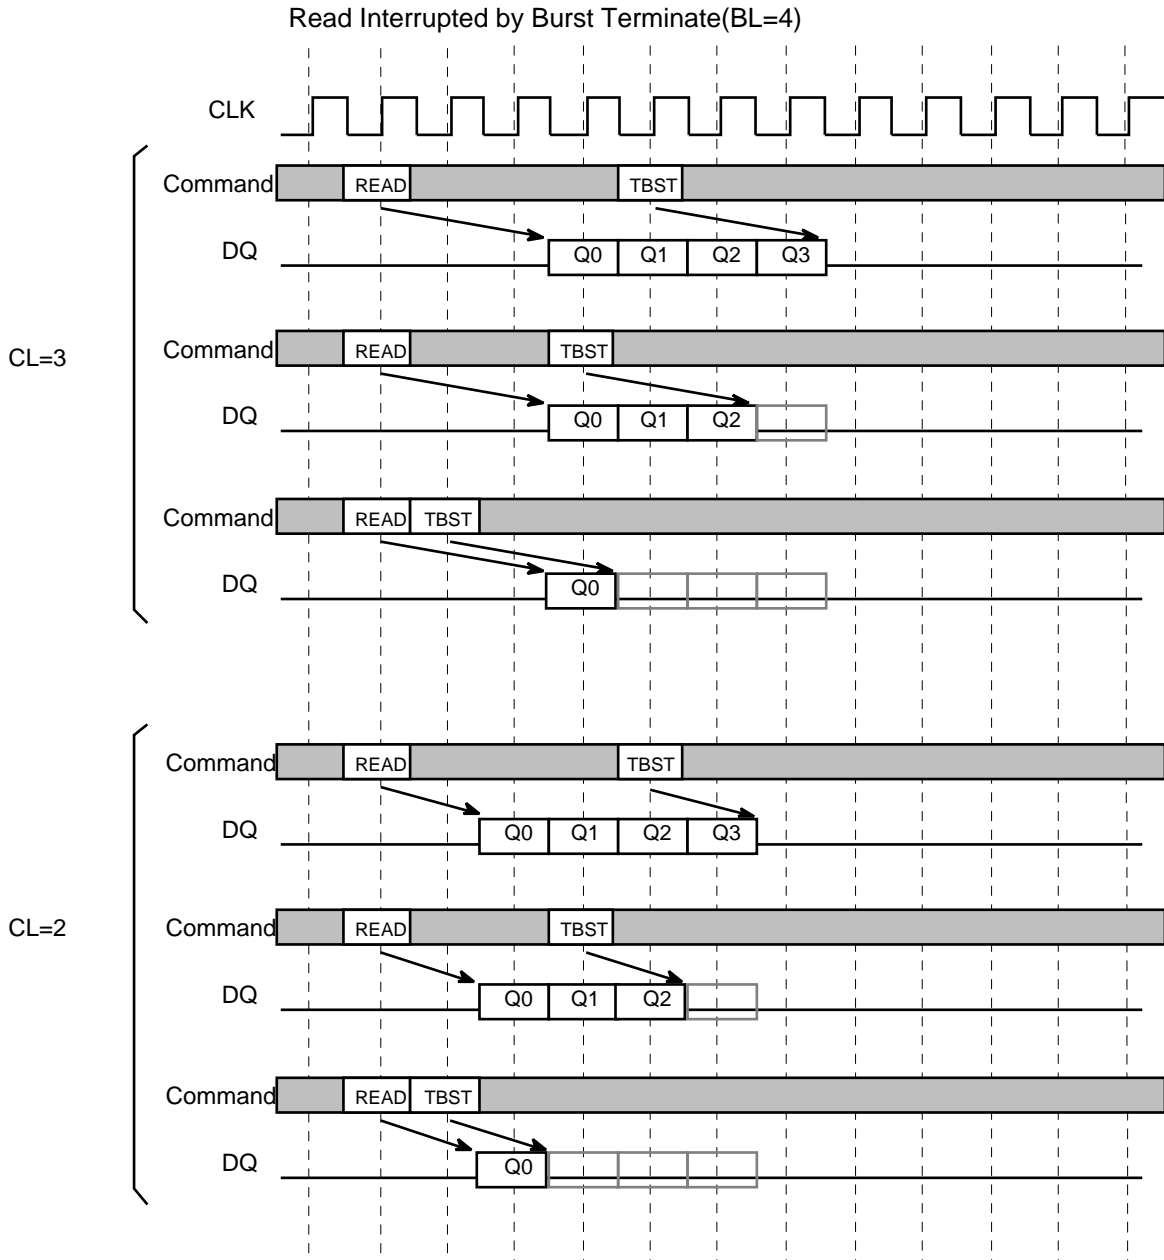 Read Interrupted by Burst Terminate(BL=4)
CLK
Command READ TBST
DQ Q0 Q1 Q2 Q3
CL=3
Command READ TBST
DQ Q0 Q1 Q2
Command READ TBST
DQ Q0
Command READ TBST
DQ Q0 Q1 Q2 Q3
CL=2
Command READ TBST
DQ Q0 Q1 Q2
Command READ TBST
DQ Q0